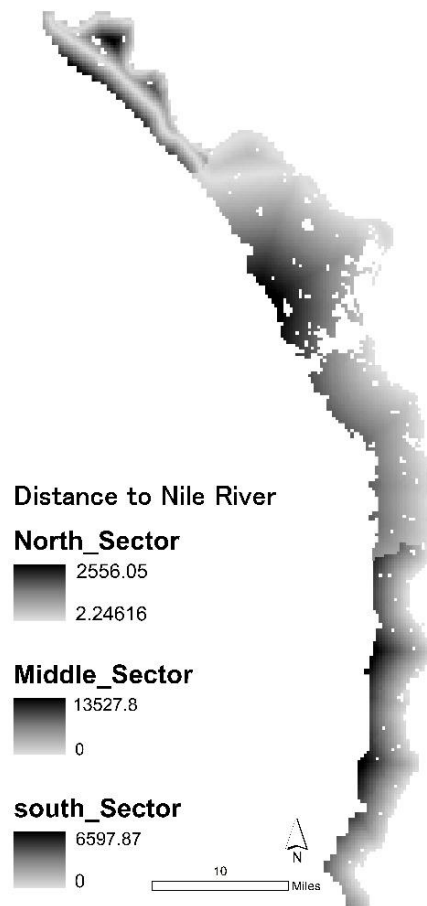 Distance to Nile River
North_Sector
2556.05
2.24616
Middle_Sector
13527.8
0
south_Sector
6597.87
0
N
10
Miles